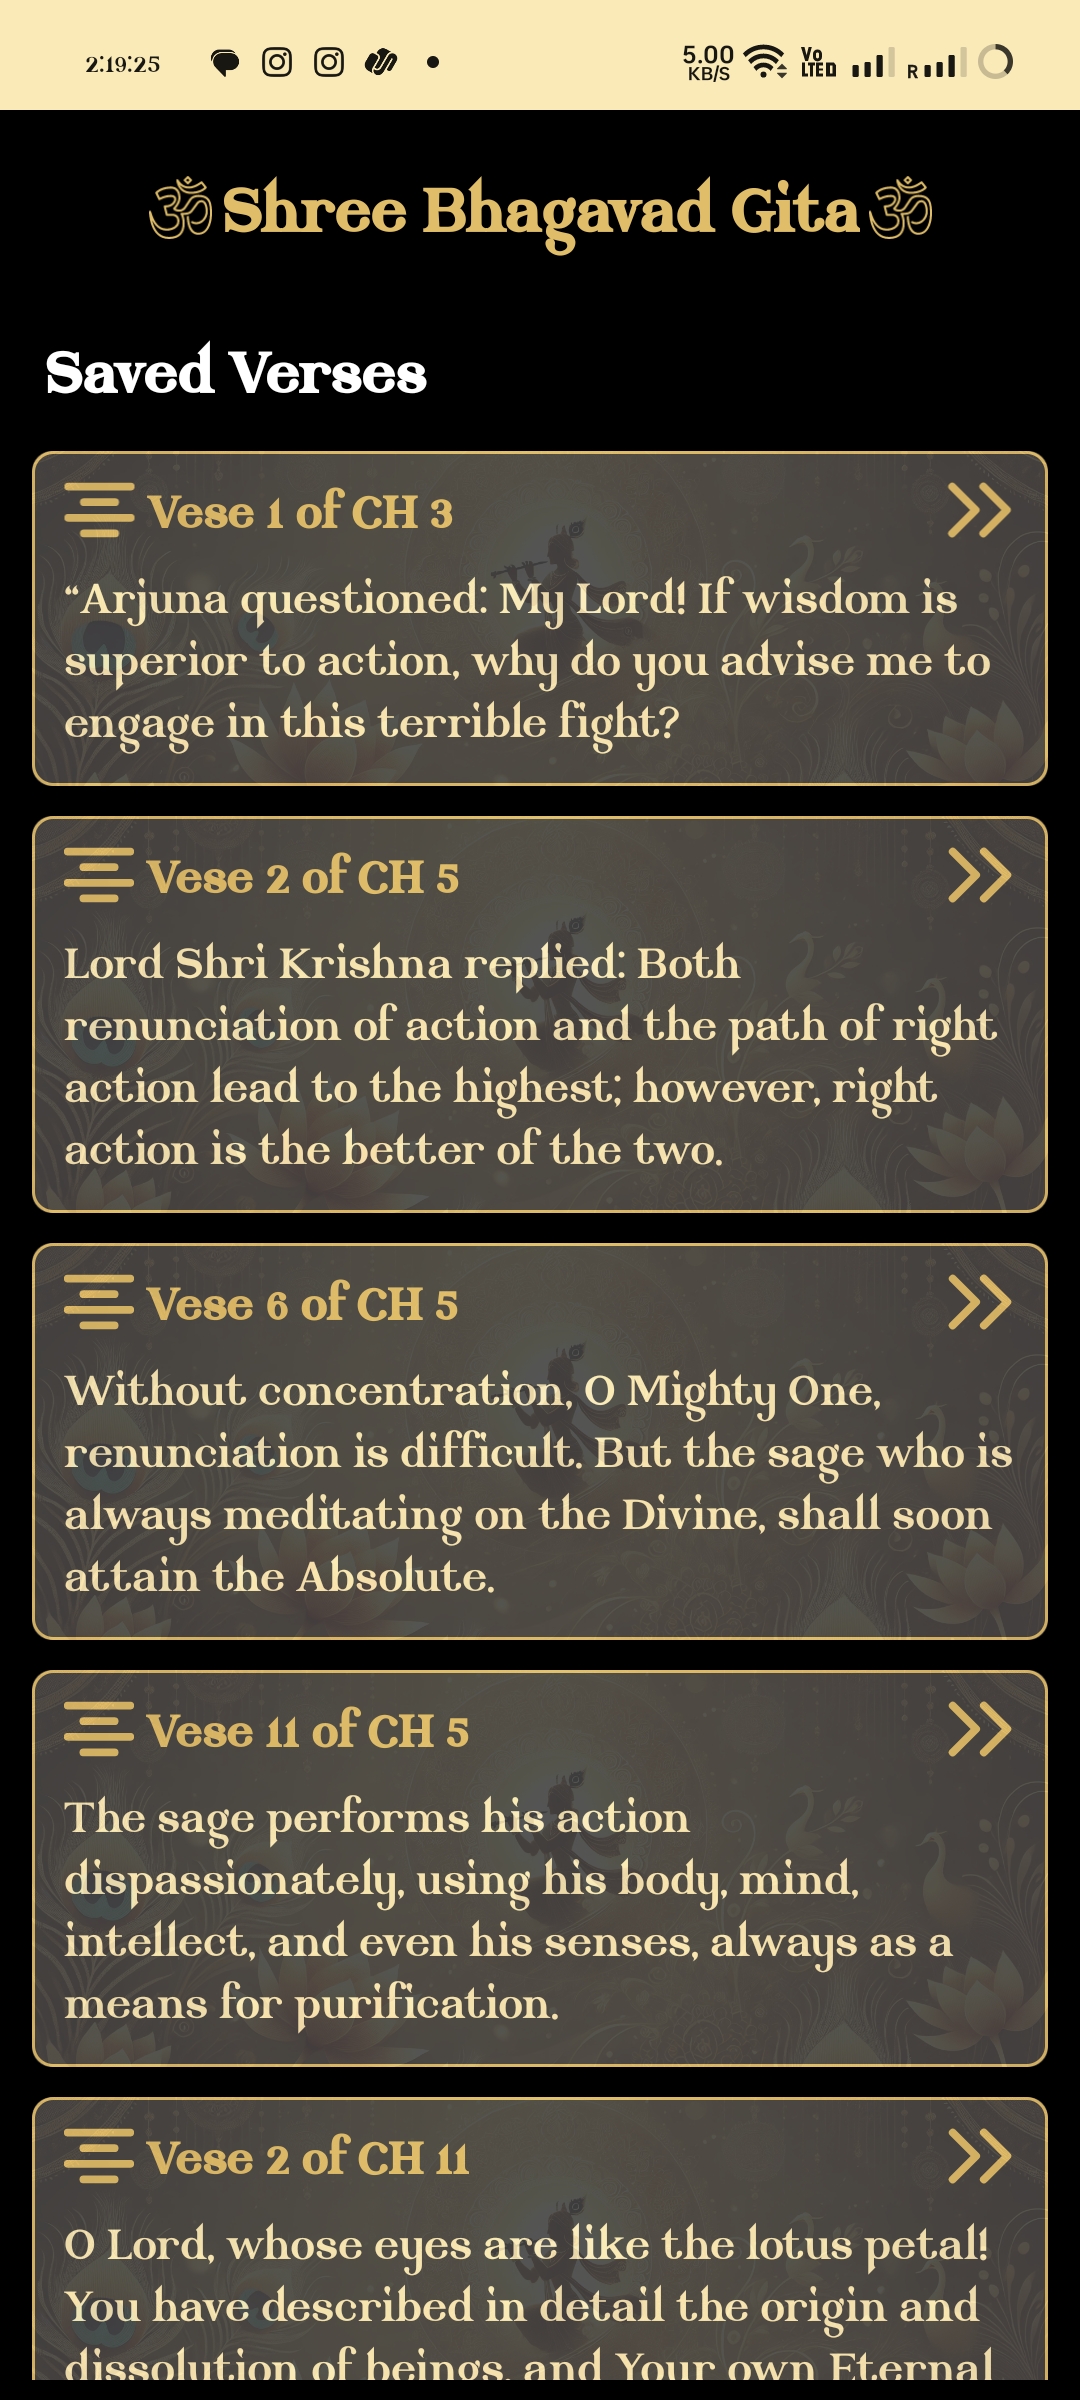 2:19:25
5.00 KB/S
Vo LTE D
R
ॐ Shree Bhagavad Gita ॐ
Saved Verses
Vese 1 of CH 3
“Arjuna questioned: My Lord! If wisdom is
superior to action, why do you advise me to
engage in this terrible fight?
Vese 2 of CH 5
Lord Shri Krishna replied: Both
renunciation of action and the path of right
action lead to the highest; however, right
action is the better of the two.
Vese 6 of CH 5
Without concentration, O Mighty One,
renunciation is difficult. But the sage who is
always meditating on the Divine, shall soon
attain the Absolute.
Vese 11 of CH 5
The sage performs his action
dispassionately, using his body, mind,
intellect, and even his senses, always as a
means for purification.
Vese 2 of CH 11
O Lord, whose eyes are like the lotus petal!
You have described in detail the origin and
dissolution of beings, and Your own Eternal